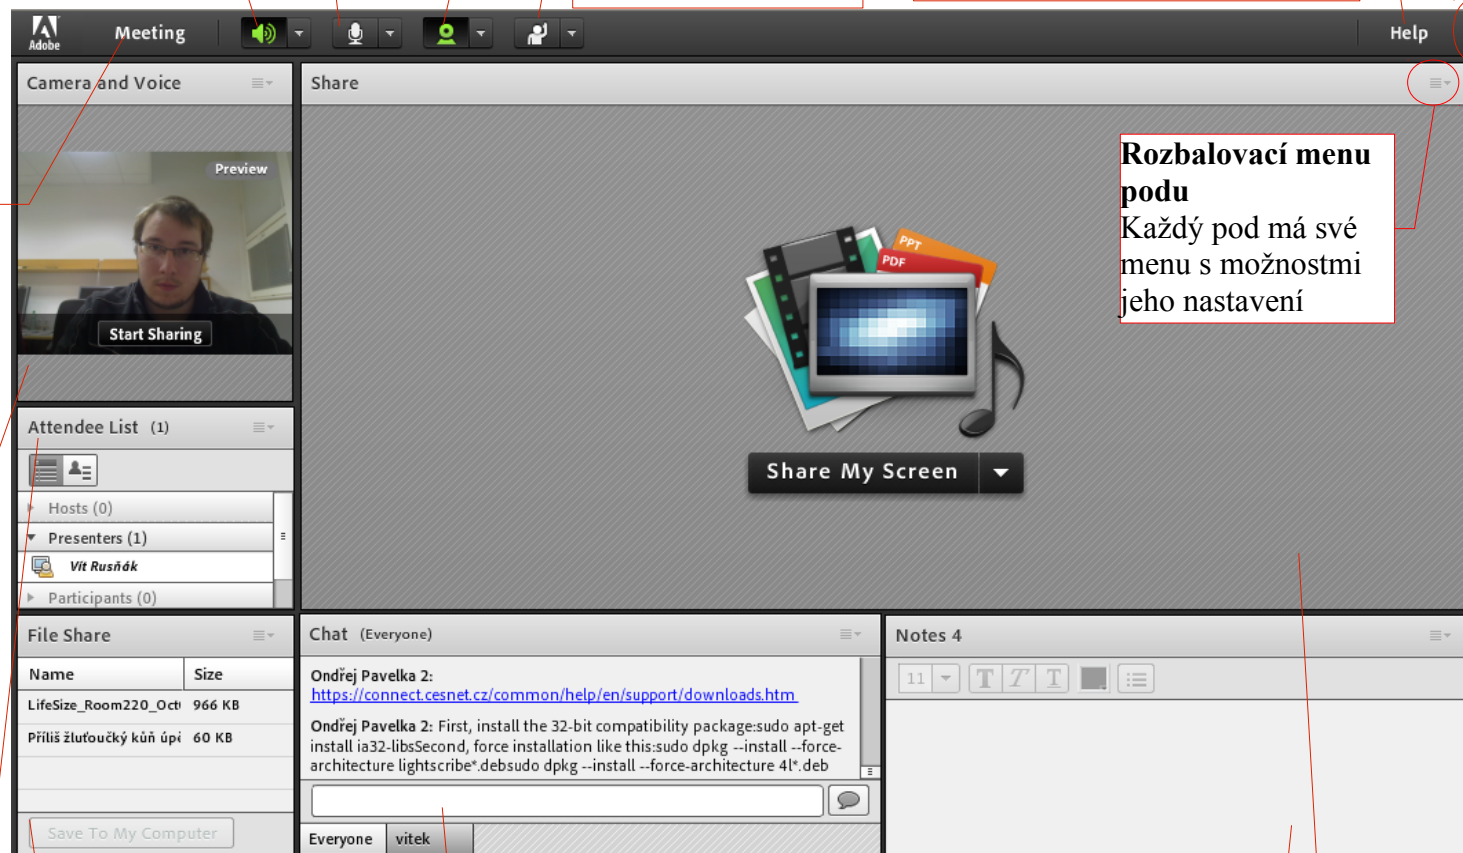 Adobe
Meeting
Help
Camera and Voice
Share
Preview
Start Sharing
Rozbalovací menu
podu
Každý pod má své
menu s možnostmi
jeho nastavení
PPT
PDF
Share My Screen
Attendee List (1)
Hosts (0)
Presenters (1)
Vít Rusňák
Participants (0)
File Share
Name Size
LifeSize_Room220_Oct 966 KB
Příliš žluťoučký kůň úpě 60 KB
Save To My Computer
Chat (Everyone)
Ondřej Pavelka 2:
https://connect.cesnet.cz/common/help/en/support/downloads.htm
Ondřej Pavelka 2: First, install the 32-bit compatibility package:sudo apt-get
install ia32-libsSecond, force installation like this:sudo dpkg --install --force-
architecture lightscribe*.debsudo dpkg --install --force-architecture 4l*.deb
Everyone vitek
Notes 4
11 T T T